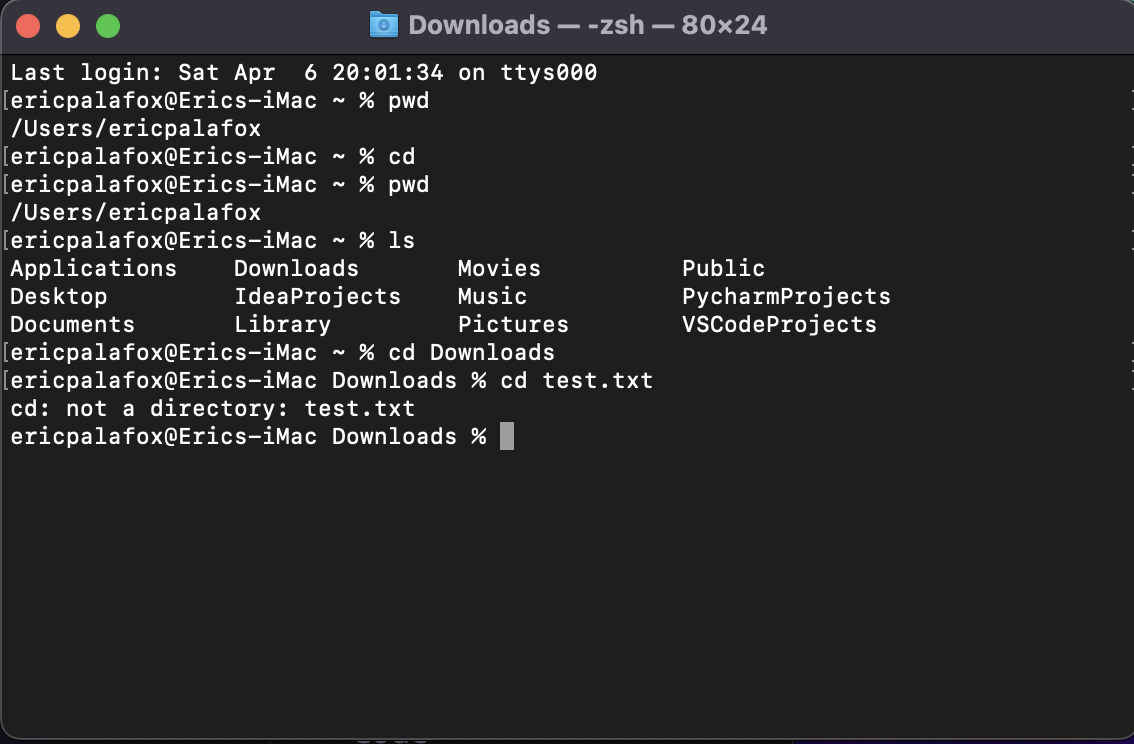 Downloads — -zsh — 80×24
Last login: Sat Apr  6 20:01:34 on ttys000
[ericpalafox@Erics-iMac ~ % pwd
/Users/ericpalafox
[ericpalafox@Erics-iMac ~ % cd
[ericpalafox@Erics-iMac ~ % pwd
/Users/ericpalafox
[ericpalafox@Erics-iMac ~ % ls
Applications    Downloads       Movies          Public
Desktop         IdeaProjects    Music           PycharmProjects
Documents       Library         Pictures        VSCodeProjects
[ericpalafox@Erics-iMac ~ % cd Downloads
[ericpalafox@Erics-iMac Downloads % cd test.txt
cd: not a directory: test.txt
ericpalafox@Erics-iMac Downloads %